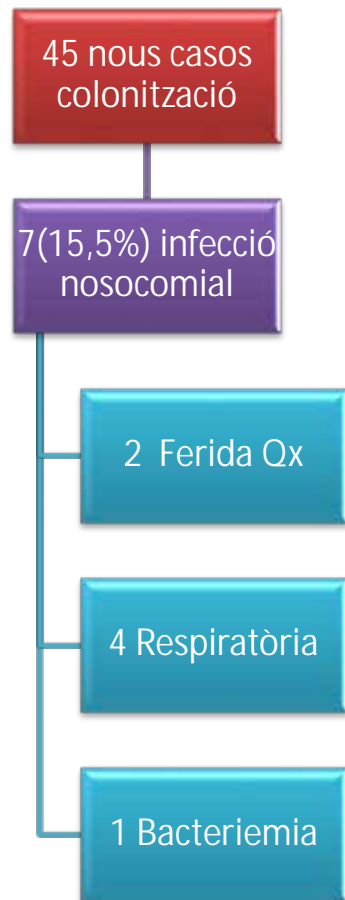 45 nous casos
colonització
7(15,5%) infecció
nosocomial
2 Ferida Qx
4 Respiratòria
1 Bacteriemia